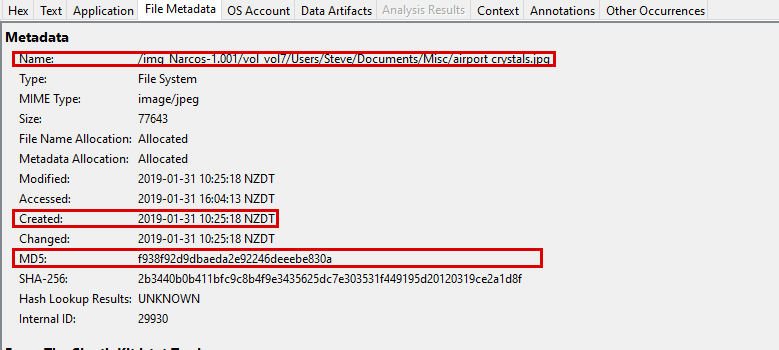 Hex Text Application File Metadata OS Account Data Artifacts Analysis Results Context Annotations Other Occurrences
Metadata
Name: /img_Narcos-1.001/vol_vol7/Users/Steve/Documents/Misc/airport crystals.jpg
Type: File System
MIME Type: image/jpeg
Size: 77643
File Name Allocation: Allocated
Metadata Allocation: Allocated
Modified: 2019-01-31 10:25:18 NZDT
Accessed: 2019-01-31 16:04:13 NZDT
Created: 2019-01-31 10:25:18 NZDT
Changed: 2019-01-31 10:25:18 NZDT
MD5: f938f92d9dbaeda2e92246deeebe830a
SHA-256: 2b3440b0b411bfc9c8b4f9e3435625dc7e303531f449195d20120319ce2a1d8f
Hash Lookup Results: UNKNOWN
Internal ID: 29930